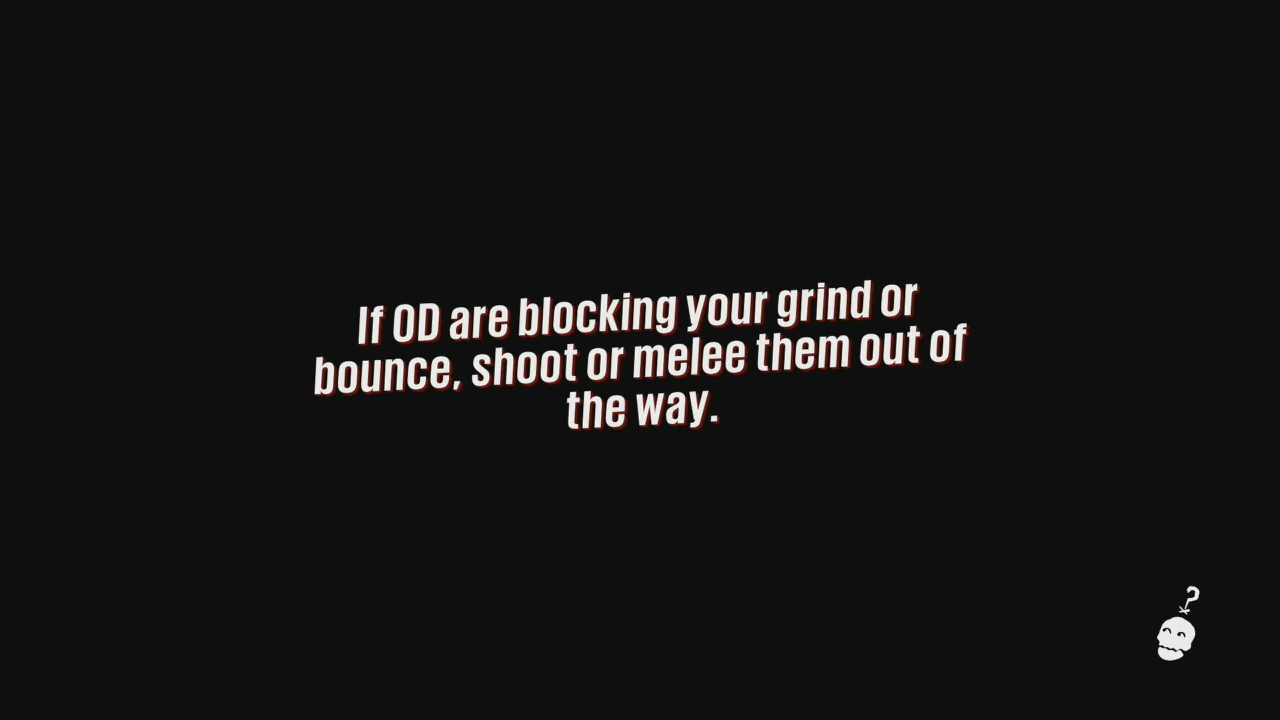 If OD are blocking your grind or
bounce, shoot or melee them out of
the way.
?